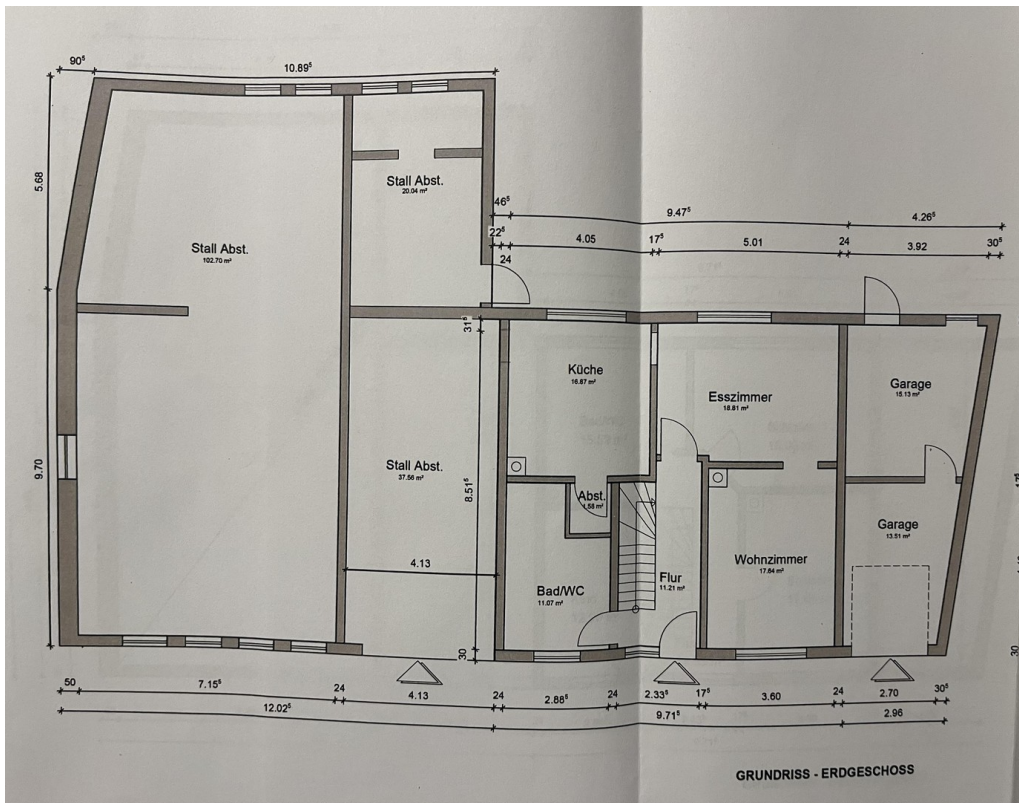 90⁵
10.89⁵
5.68
Stall Abst.
20.04 m²
46⁵
9.47⁵
4.26⁵
22⁵
4.05
17⁵
5.01
24
3.92
30⁵
Stall Abst.
102.70 m²
24
31⁵
Küche
16.87 m²
Esszimmer
18.81 m²
Garage
15.13 m²
9.70
Stall Abst.
37.56 m²
8.51⁵
Abst.
1.58 m²
Garage
13.51 m²
4.13
Bad/WC
11.07 m²
Flur
11.21 m²
Wohnzimmer
17.64 m²
30
30
50
7.15⁵
24
4.13
24
2.88⁵
24
2.33⁵
17⁵
3.60
24
2.70
30⁵
12.02⁵
9.71⁵
2.96
GRUNDRISS - ERDGESCHOSS